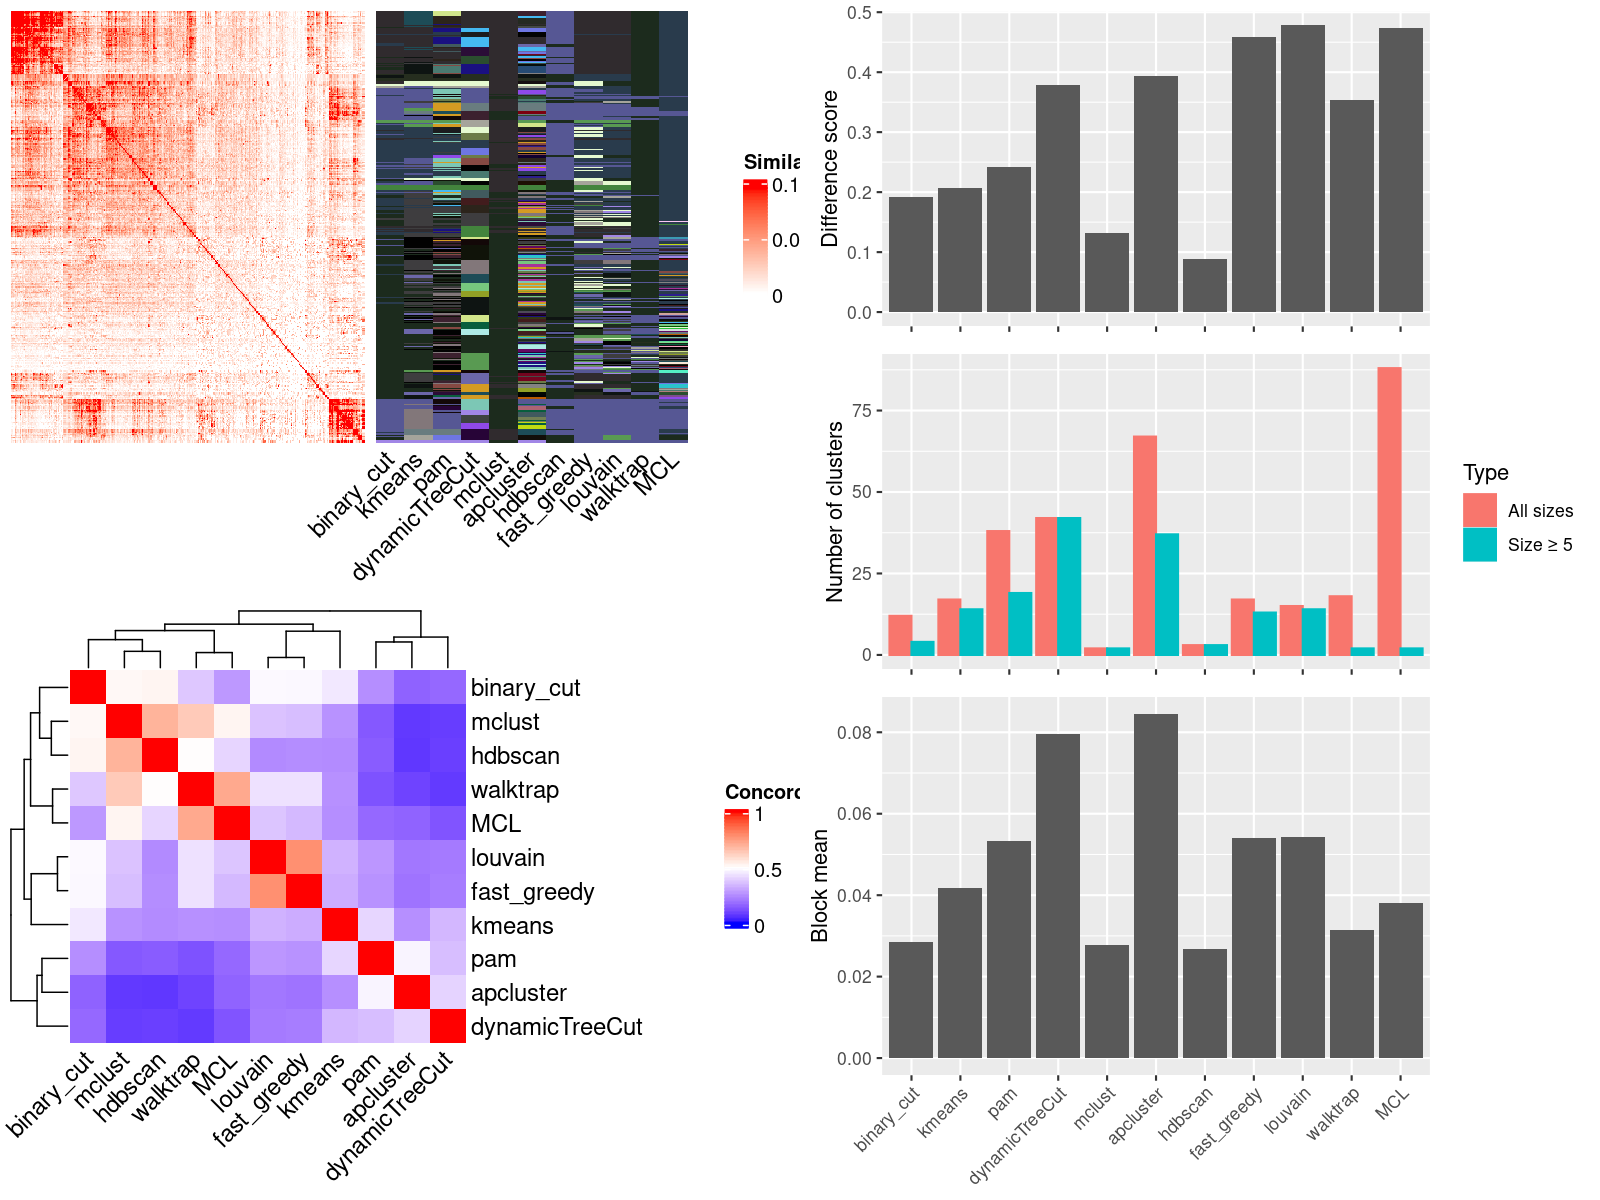 Simila
0.1
0.0
0
binary_cut
kmeans
pam
dynamicTreeCut
mclust
apcluster
hdbscan
fast_greedy
louvain
walktrap
MCL
binary_cut
mclust
hdbscan
walktrap
MCL
louvain
fast_greedy
kmeans
pam
apcluster
dynamicTreeCut
Concord
1
0.5
0
binary_cut
mclust
hdbscan
walktrap
MCL
louvain
fast_greedy
kmeans
pam
apcluster
dynamicTreeCut
Difference score
0.5
0.4
0.3
0.2
0.1
0.0
Number of clusters
75
50
25
0
Type
All sizes
Size ≥ 5
Block mean
0.08
0.06
0.04
0.02
0.00
binary_cut
kmeans
pam
dynamicTreeCut
mclust
apcluster
hdbscan
fast_greedy
louvain
walktrap
MCL